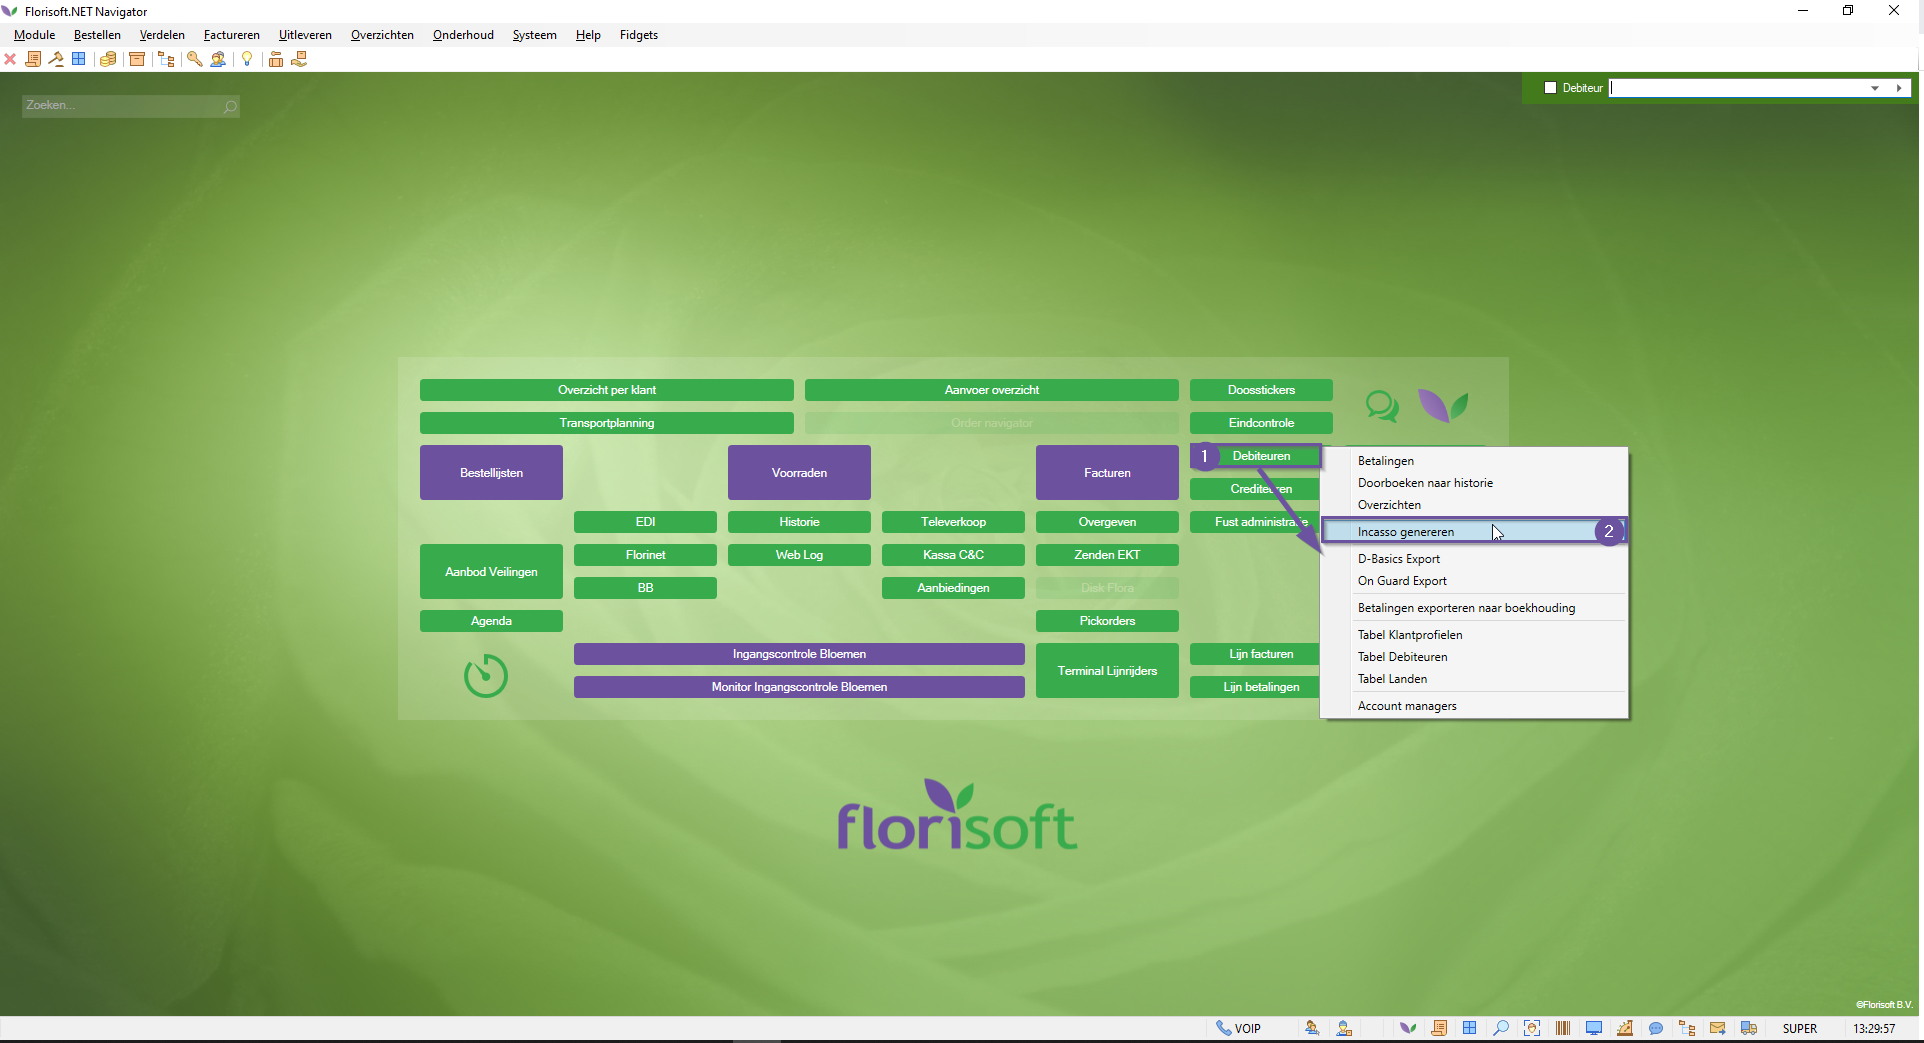 Florisoft.NET Navigator
Module Bestellen Verdelen Factureren Uitleveren Overzichten Onderhoud Systeem Help Fidgets
Zoeken...
Debiteur
Overzicht per klant
Aanvoer overzicht
Doosstickers
Transportplanning
Order navigator
Eindcontrole
Bestellijsten
Voorraden
Facturen
1
Debiteuren
Crediteuren
EDI
Historie
Televerkoop
Overgeven
Fust administratie
Florinet
Web Log
Kassa C&C
Zenden EKT
Aanbod Veilingen
BB
Aanbiedingen
Disk Flora
Agenda
Pickorders
Ingangscontrole Bloemen
Terminal Lijnrijders
Lijn facturen
Monitor Ingangscontrole Bloemen
Lijn betalingen
Betalingen
Doorboeken naar historie
Overzichten
Incasso genereren
2
D-Basics Export
On Guard Export
Betalingen exporteren naar boekhouding
Tabel Klantprofielen
Tabel Debiteuren
Tabel Landen
Account managers
florisoft
©Florisoft B.V.
VOIP
SUPER
13:29:57